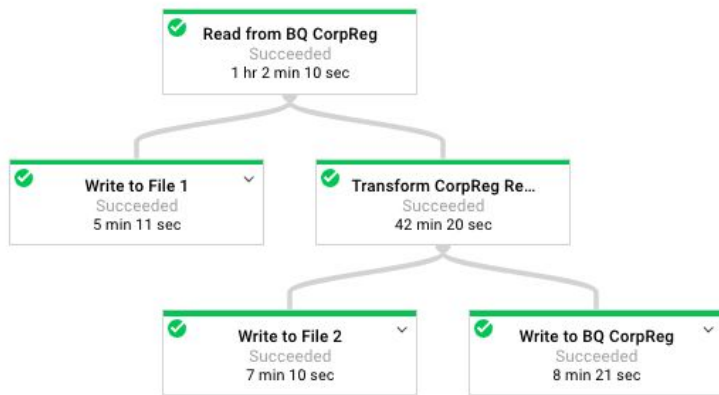 Read from BQ CorpReg
Succeeded
1 hr 2 min 10 sec
Write to File 1
Succeeded
5 min 11 sec
Transform CorpReg Re...
Succeeded
42 min 20 sec
Write to File 2
Succeeded
7 min 10 sec
Write to BQ CorpReg
Succeeded
8 min 21 sec